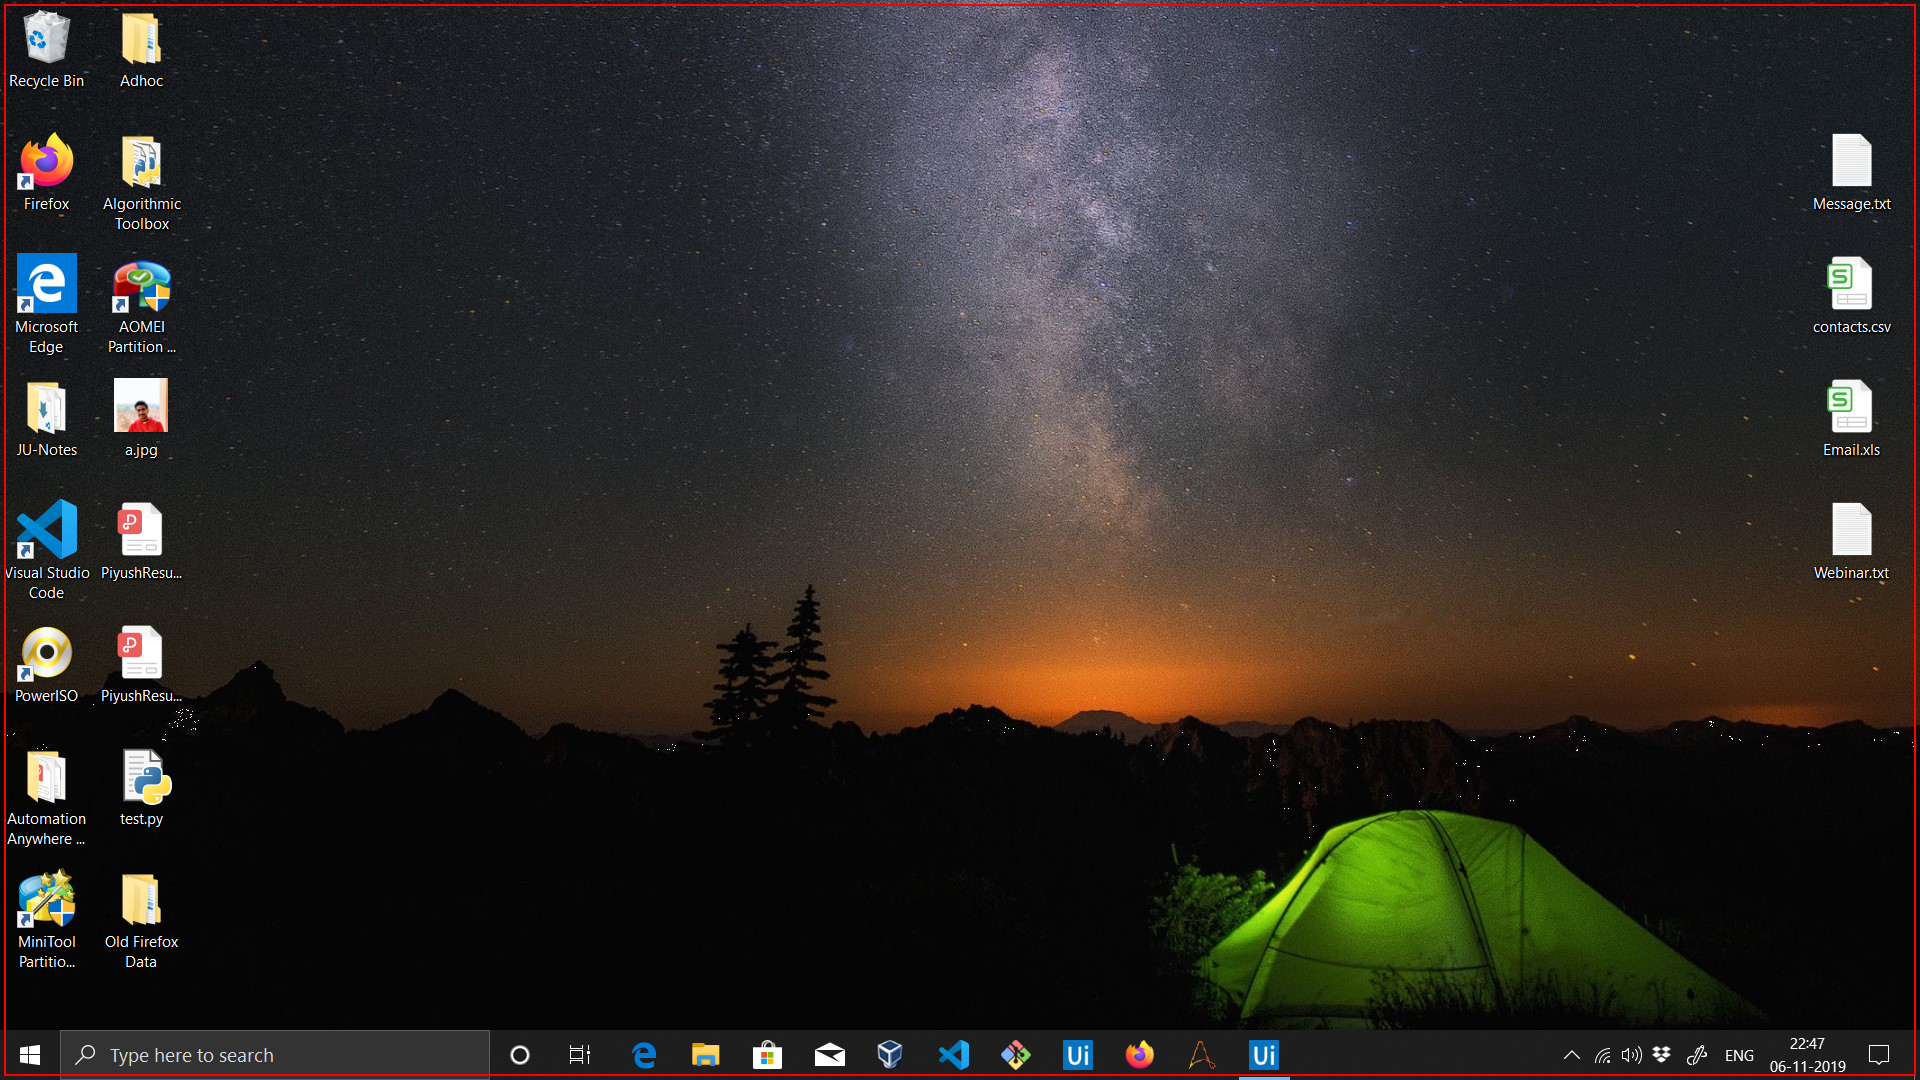 Recycle Bin
Adhoc
Firefox
Algorithmic
Toolbox
Message.txt
Microsoft
Edge
AOMEI
Partition ...
contacts.csv
JU-Notes
a.jpg
Email.xls
Visual Studio
Code
PiyushResu...
Webinar.txt
PowerISO
PiyushResu...
Automation
Anywhere ...
test.py
MiniTool
Partitio...
Old Firefox
Data
Type here to search
Ui
Ui
ENG
22:47
06-11-2019